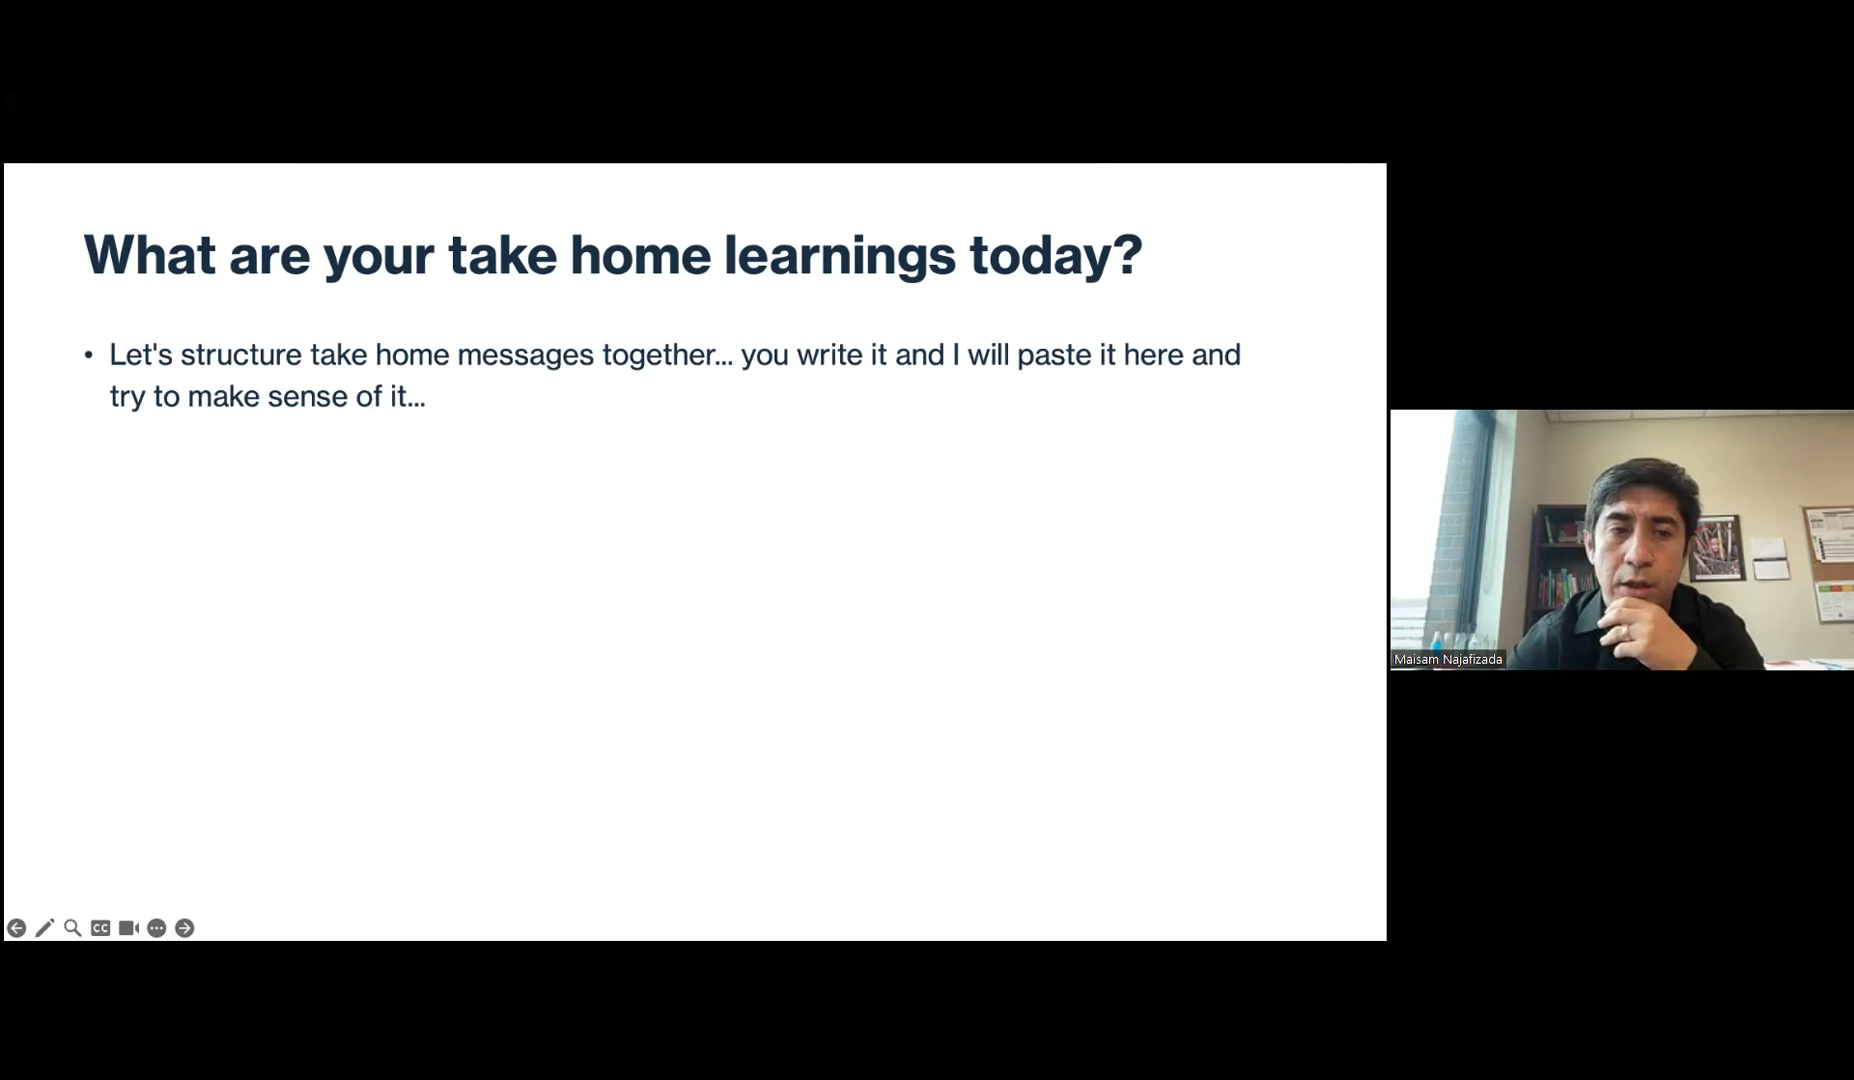 What are your take home learnings today?
• Let's structure take home messages together... you write it and I will paste it here and
try to make sense of it...
Maisam Najafizada
CC